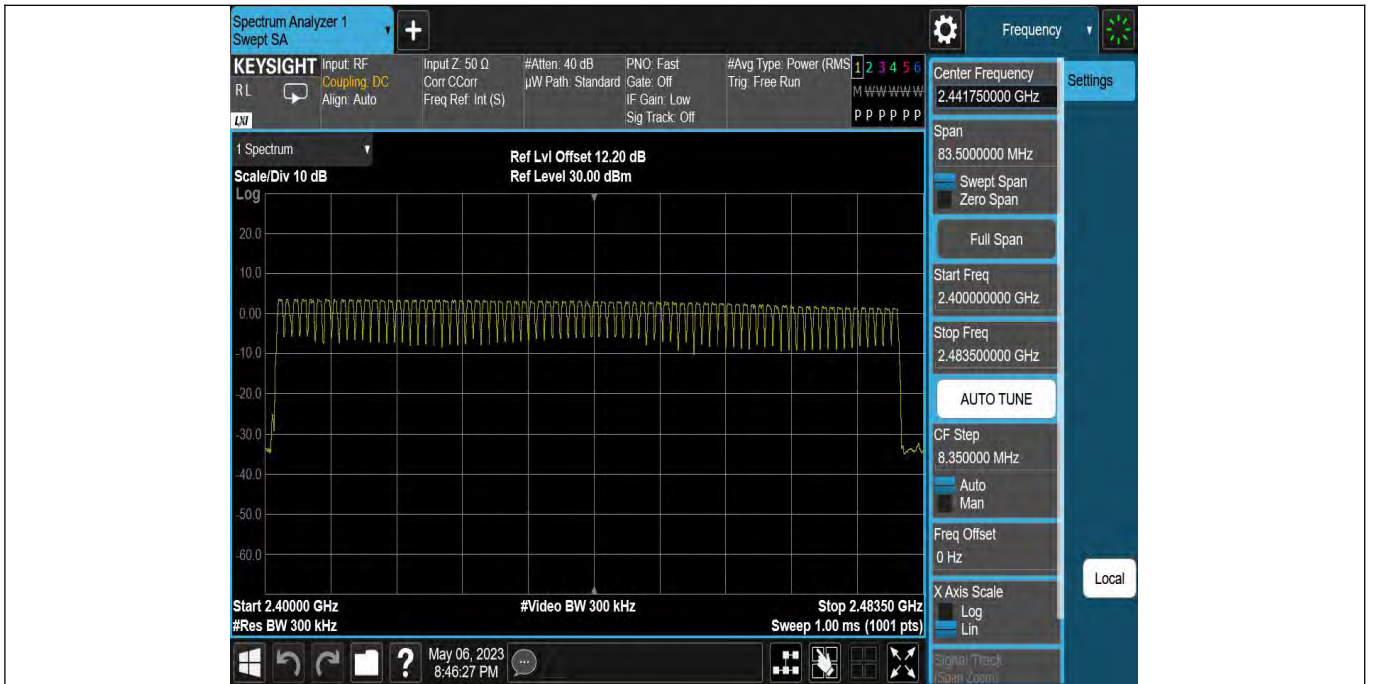 Spectrum Analyzer 1
Swept SA
+
Frequency
KEYSIGHT
R L
LXI
Input: RF
Coupling: DC
Align: Auto
Input Z: 50 Ω
Corr CCorr
Freq Ref: Int (S)
#Atten: 40 dB
µW Path: Standard
PNO: Fast
Gate: Off
IF Gain: Low
Sig Track: Off
#Avg Type: Power (RMS
Trig: Free Run
1 2 3 4 5 6
M W W W W W
P P P P P P
Center Frequency
2.441750000 GHz
Settings
Span
83.5000000 MHz
Swept Span
Zero Span
Full Span
Start Freq
2.400000000 GHz
Stop Freq
2.483500000 GHz
AUTO TUNE
CF Step
8.350000 MHz
Auto
Man
Freq Offset
0 Hz
X Axis Scale
Log
Lin
Signal Track
(Span Zoom)
Local
1 Spectrum
Scale/Div 10 dB
Ref Lvl Offset 12.20 dB
Ref Level 30.00 dBm
Log
20.0
10.0
0.00
-10.0
-20.0
-30.0
-40.0
-50.0
-60.0
Start 2.40000 GHz
#Res BW 300 kHz
#Video BW 300 kHz
Stop 2.48350 GHz
Sweep 1.00 ms (1001 pts)
?
May 06, 2023
8:46:27 PM